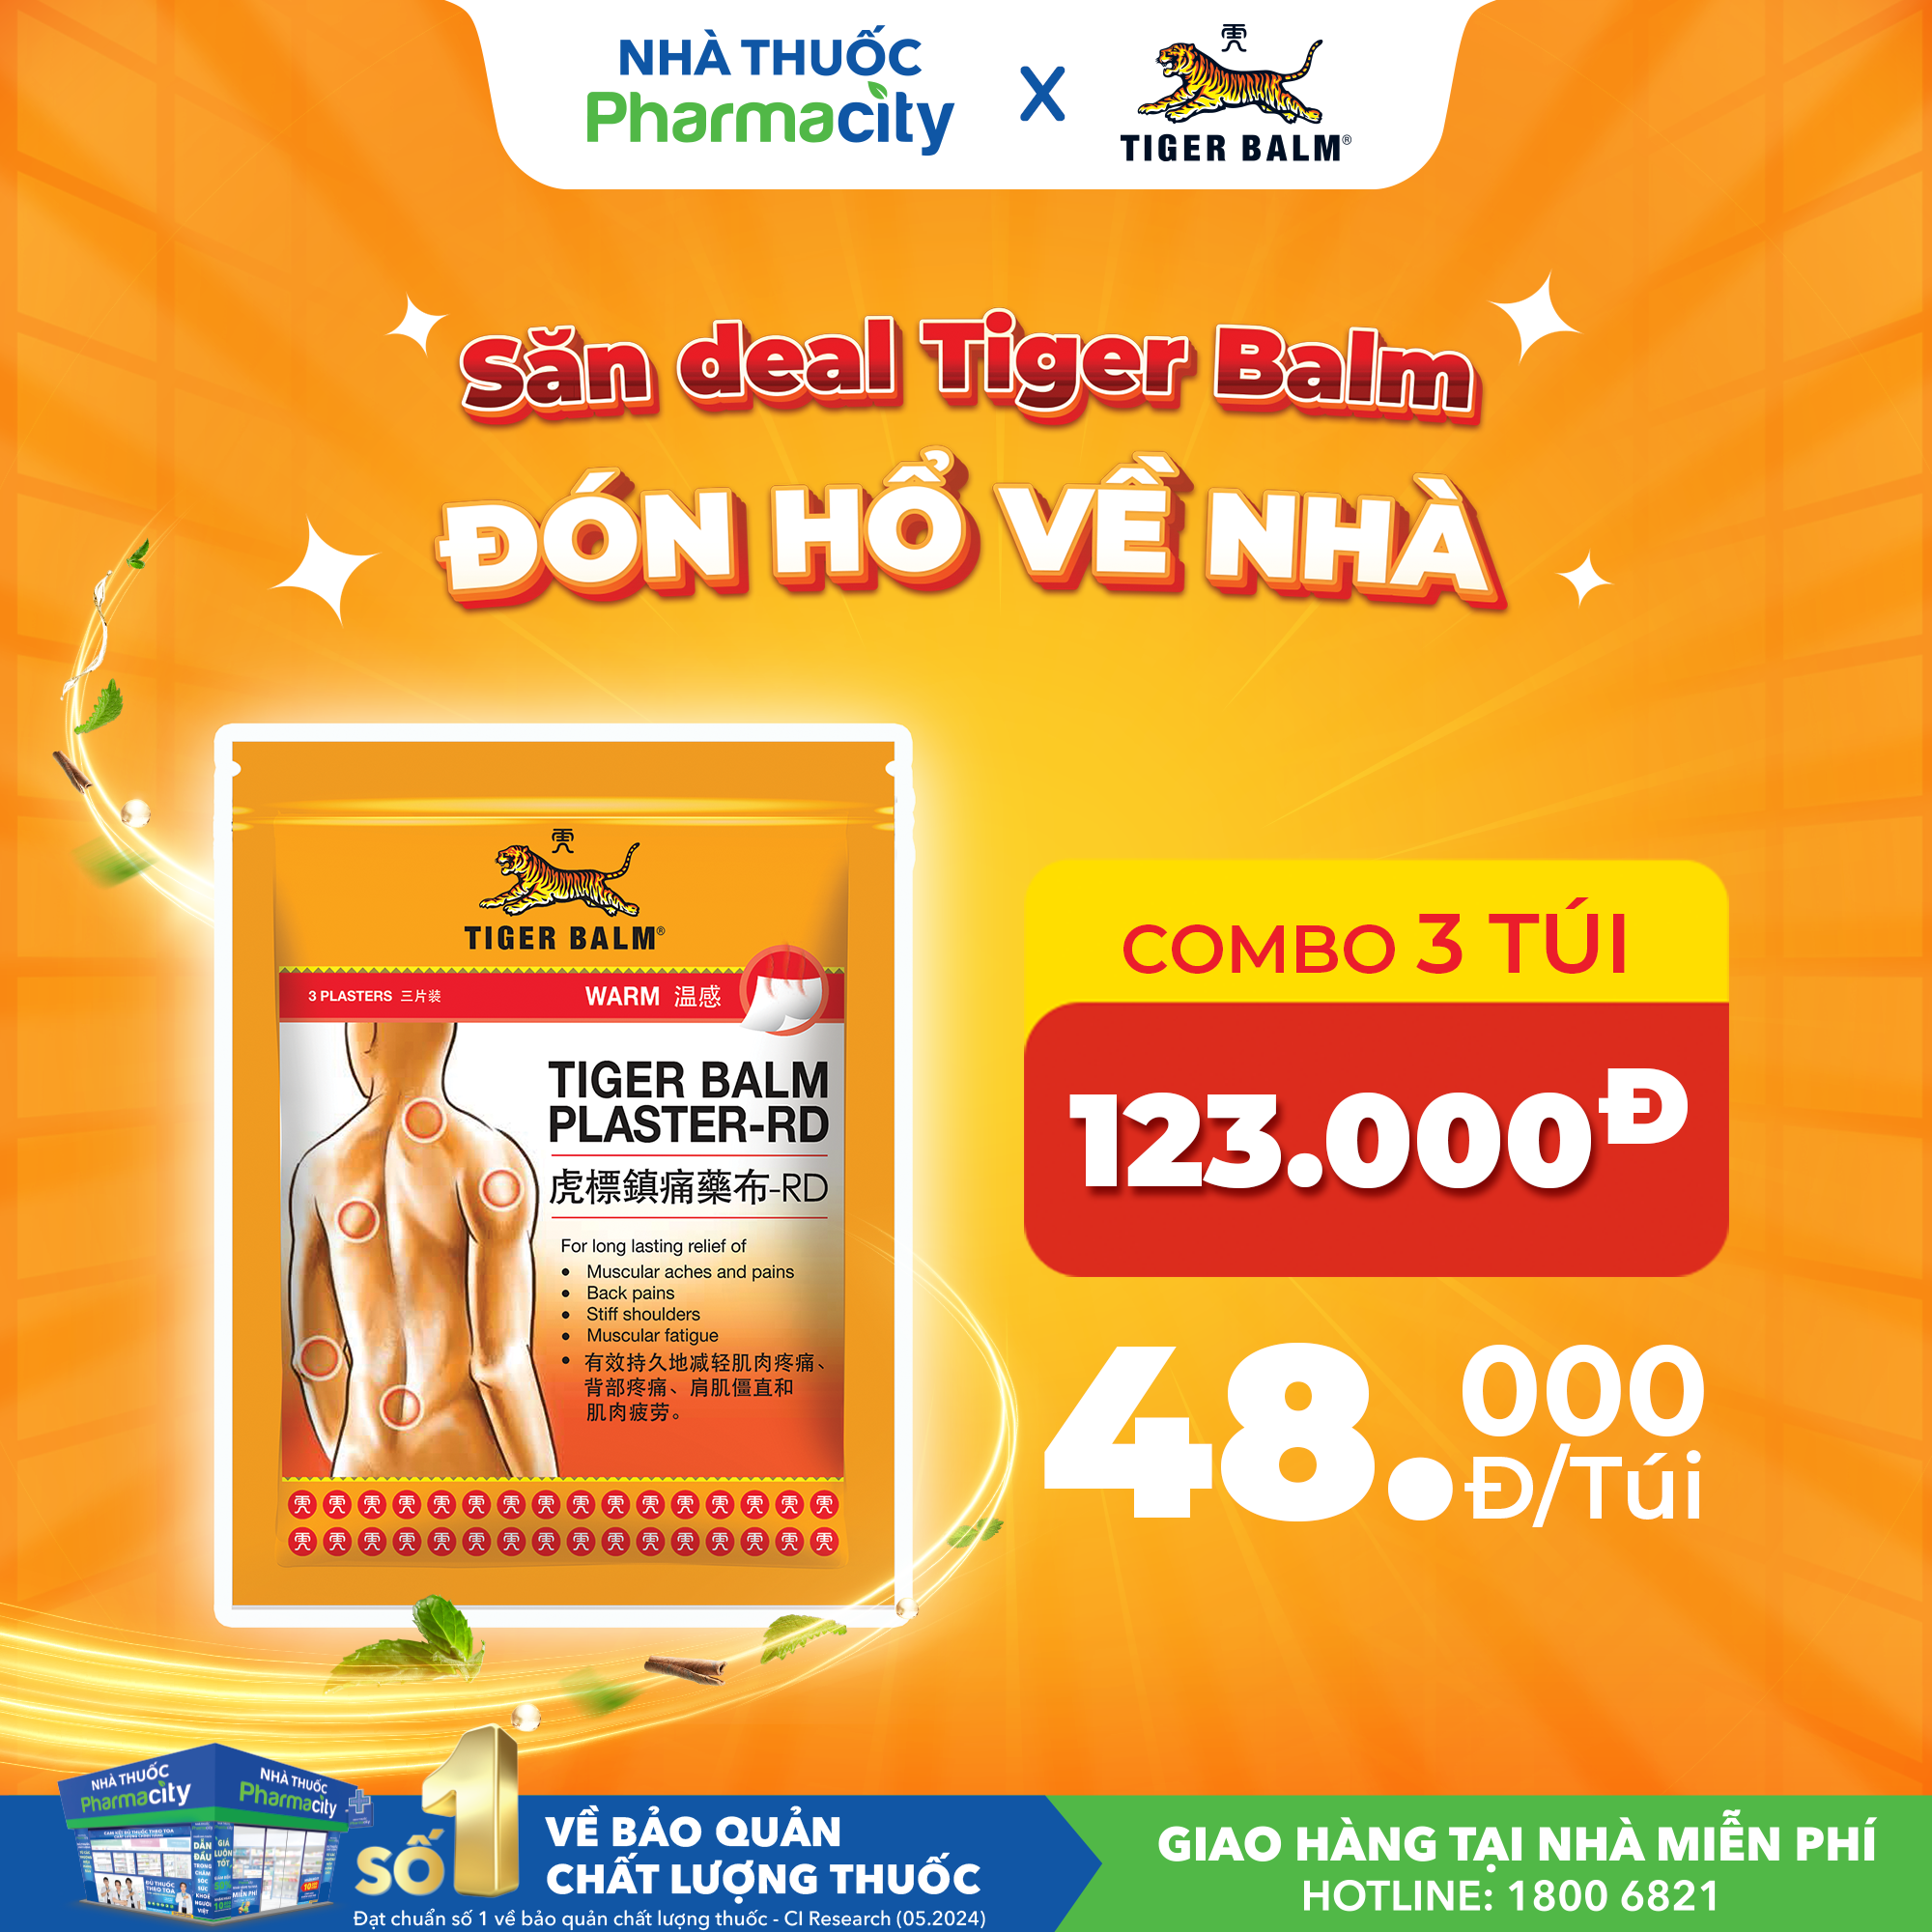 NHÀ THUỐC
Pharmacity
X
TIGER BALM®
Săn deal Tiger Balm
ĐÓN HỔ VỀ NHÀ
TIGER BALM®
3 PLASTERS 三片装
WARM 温感
TIGER BALM
PLASTER-RD
虎標鎮痛藥布-RD
For long lasting relief of
• Muscular aches and pains
• Back pains
• Stiff shoulders
• Muscular fatigue
• 有效持久地减轻肌肉疼痛、
背部疼痛、肩肌僵直和
肌肉疲劳。
COMBO 3 TÚI
123.000Đ
48.000
Đ/Túi
NHÀ THUỐC
Pharmacity
NHÀ THUỐC
Pharmacity
SỐ 1
VỀ BẢO QUẢN
CHẤT LƯỢNG THUỐC
Đạt chuẩn số 1 về bảo quản chất lượng thuốc - CI Research (05.2024)
GIAO HÀNG TẠI NHÀ MIỄN PHÍ
HOTLINE: 1800 6821